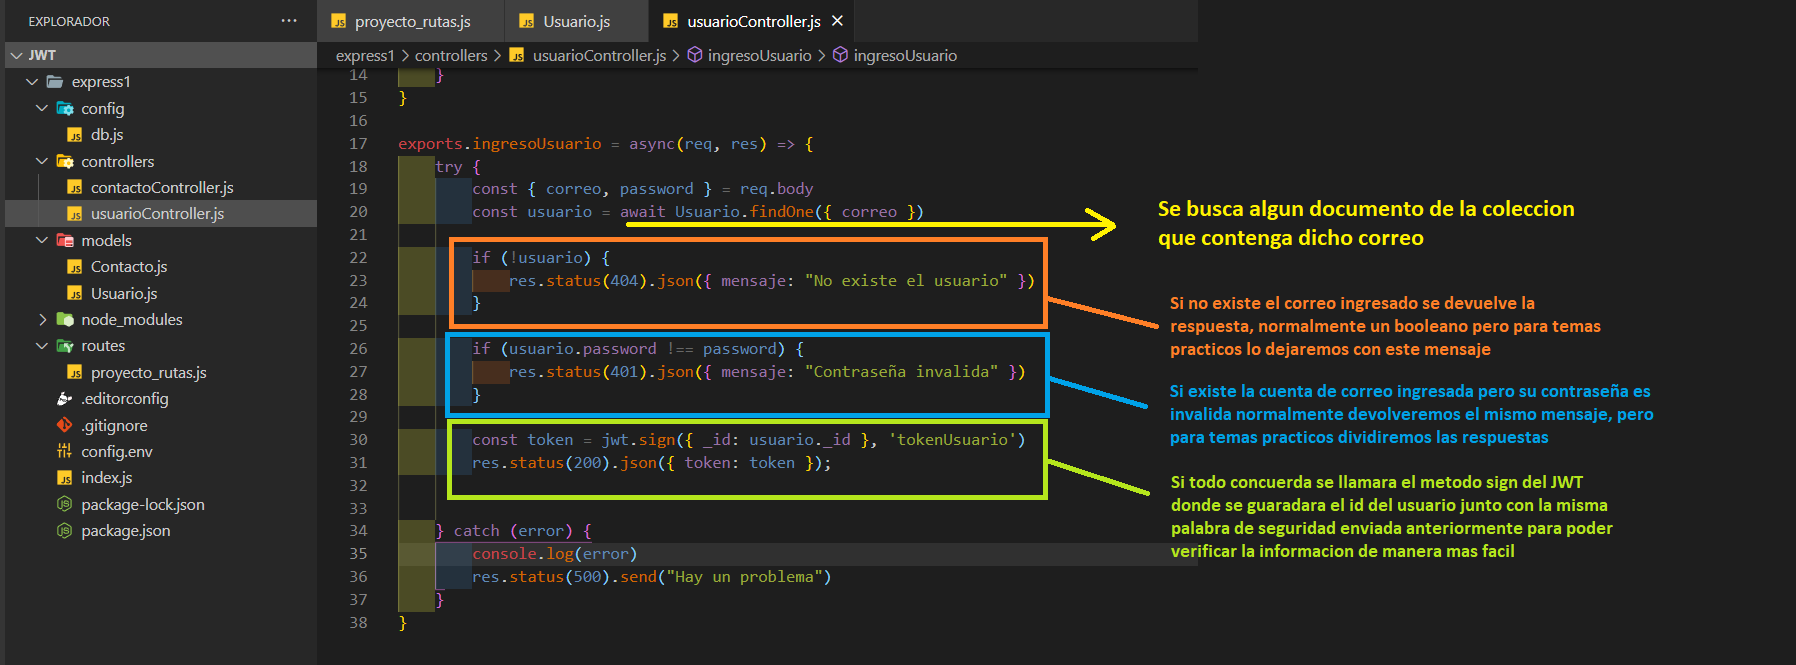 EXPLORADOR
JWT
express1
config
db.js
controllers
contactoController.js
usuarioController.js
models
Contacto.js
Usuario.js
node_modules
routes
proyecto_rutas.js
.editorconfig
.gitignore
config.env
index.js
package-lock.json
package.json
proyecto_rutas.js
Usuario.js
usuarioController.js
express1 > controllers > usuarioController.js > ingresoUsuario > ingresoUsuario
14 }
15 }
16
17 exports.ingresoUsuario = async(req, res) => {
18 try {
19 const { correo, password } = req.body
20 const usuario = await Usuario.findOne({ correo })
21
22 if (!usuario) {
23 res.status(404).json({ mensaje: "No existe el usuario" })
24 }
25
26 if (usuario.password !== password) {
27 res.status(401).json({ mensaje: "Contraseña invalida" })
28 }
29
30 const token = jwt.sign({ _id: usuario._id }, 'tokenUsuario')
31 res.status(200).json({ token: token });
32
33
34 } catch (error) {
35 console.log(error)
36 res.status(500).send("Hay un problema")
37 }
38 }
Se busca algun documento de la coleccion
que contenga dicho correo
Si no existe el correo ingresado se devuelve la
respuesta, normalmente un booleano pero para temas
practicos lo dejaremos con este mensaje
Si existe la cuenta de correo ingresada pero su contraseña es
invalida normalmente devolveremos el mismo mensaje, pero
para temas practicos dividiremos las respuestas
Si todo concuerda se llamara el metodo sign del JWT
donde se guaradara el id del usuario junto con la misma
palabra de seguridad enviada anteriormente para poder
verificar la informacion de manera mas facil